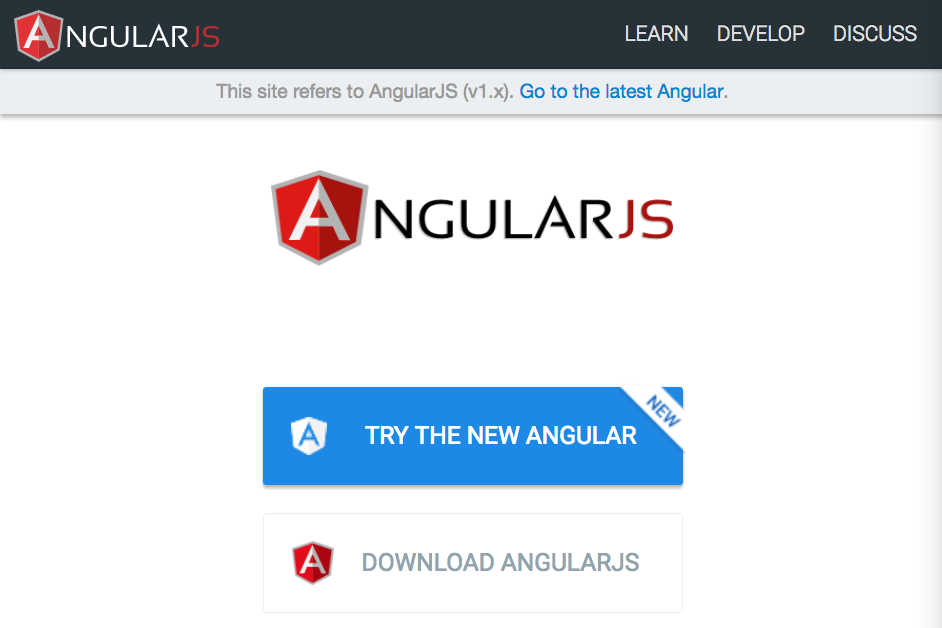 ANGULARJS
LEARN DEVELOP DISCUSS
This site refers to AngularJS (v1.x). Go to the latest Angular.
ANGULARJS
TRY THE NEW ANGULAR
NEW
DOWNLOAD ANGULARJS